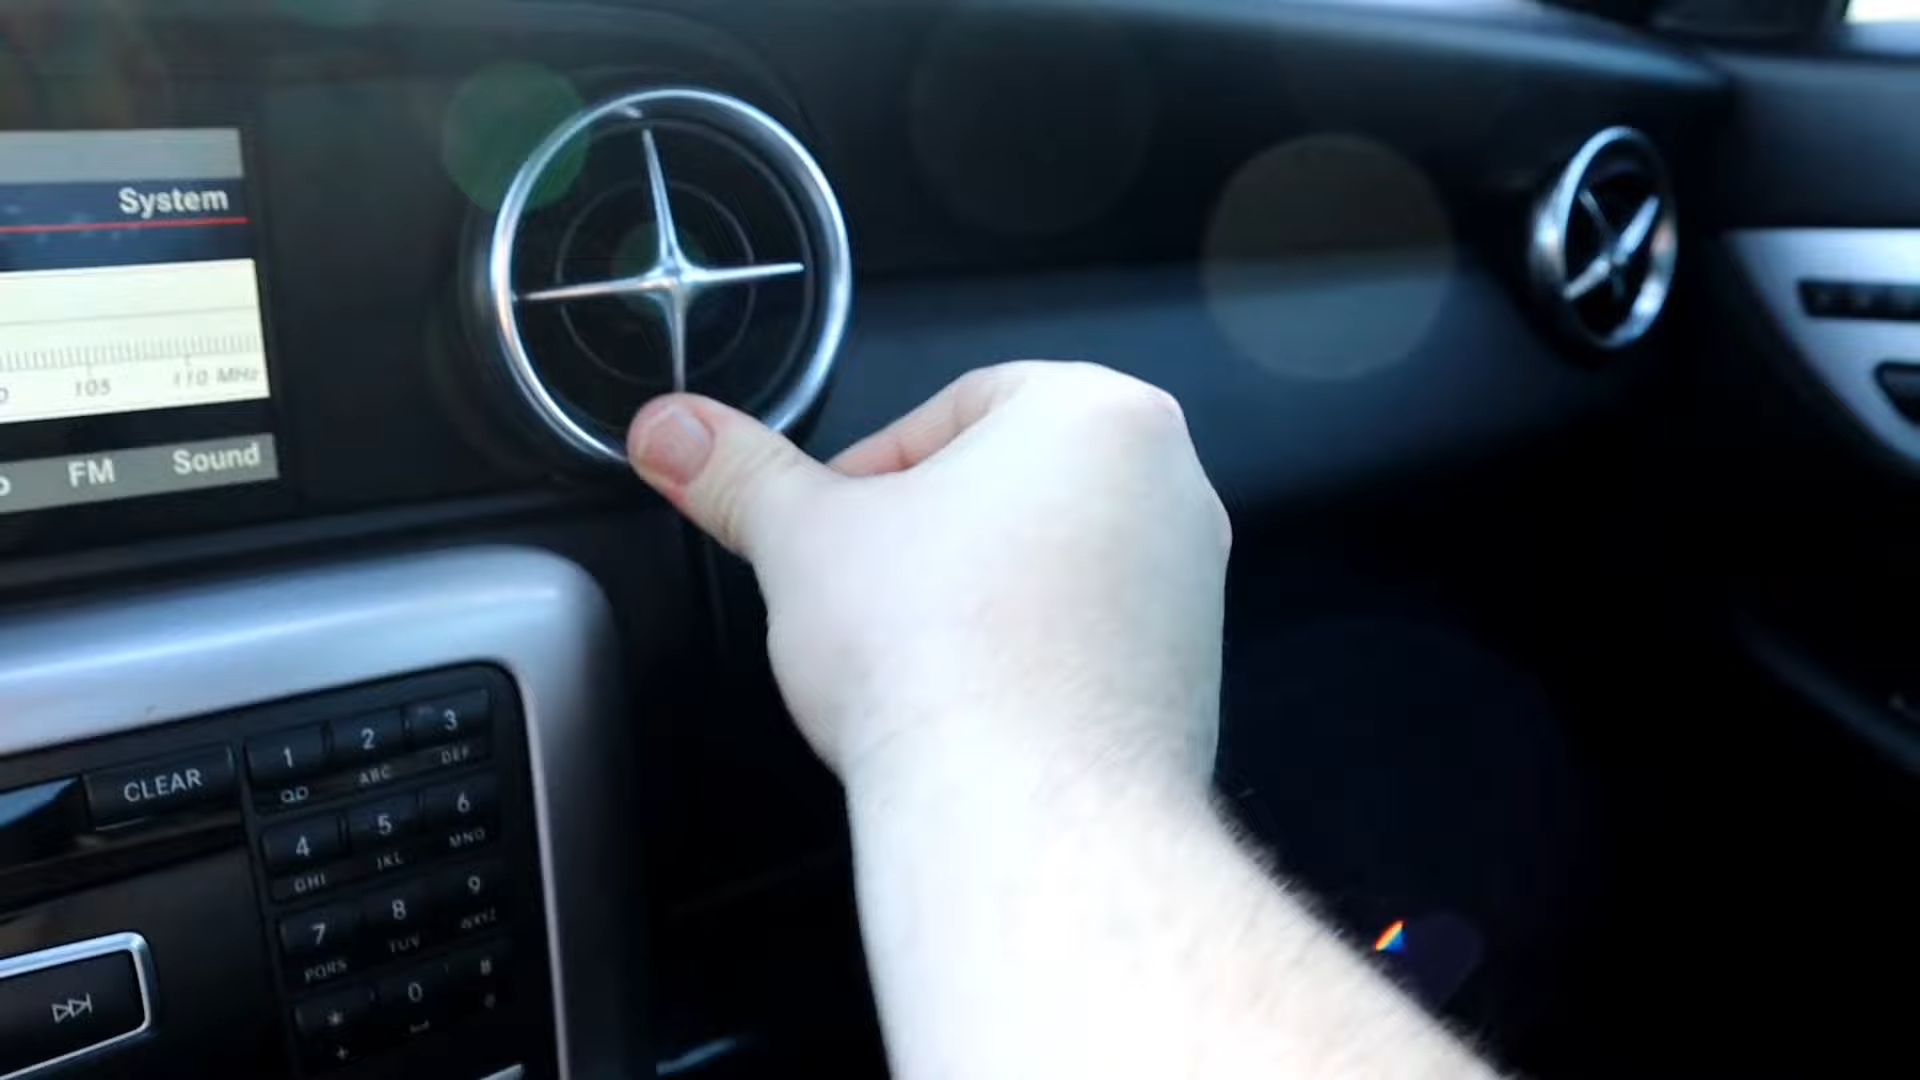 System
105
110 MHz
FM
Sound
CLEAR
1
2
ABC
3
DEF
4
GHI
5
JKL
6
MNO
7
PQRS
8
TUV
9
WXYZ
*
+
0